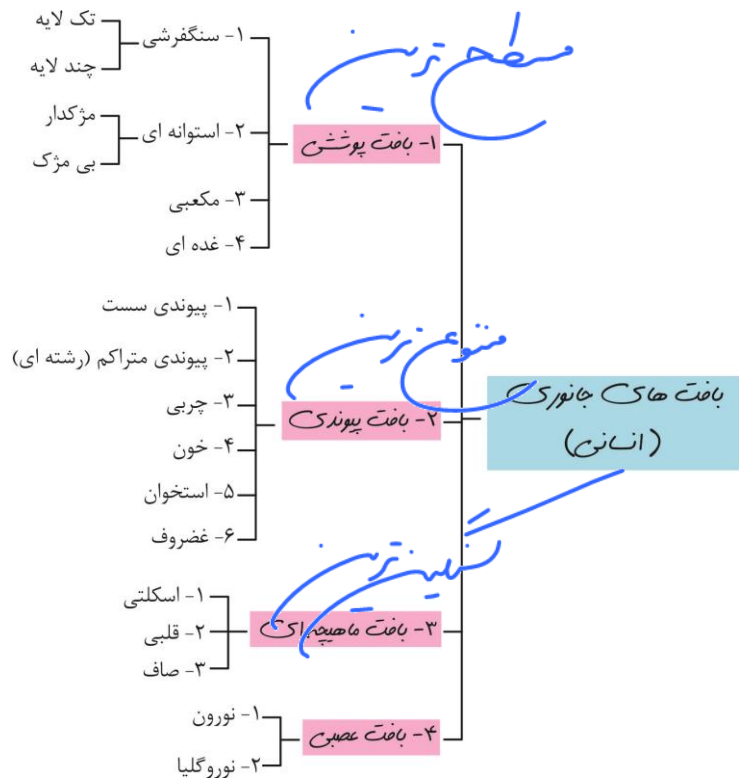 بافت های جانوری
(انسانی)
سطحی ترین
۱- بافت پوششی
۱- سنگفرشی
تک لایه
چند لایه
۲- استوانه ای
مژکدار
بی مژک
۳- مکعبی
۴- غده ای
متنوع ترین
۲- بافت پیوندی
۱- پیوندی سست
۲- پیوندی متراکم (رشته ای)
۳- چربی
۴- خون
۵- استخوان
۶- غضروف
سنگین ترین
۳- بافت ماهیچه ای
۱- اسکلتی
۲- قلبی
۳- صاف
۴- بافت عصبی
۱- نورون
۲- نوروگلیا